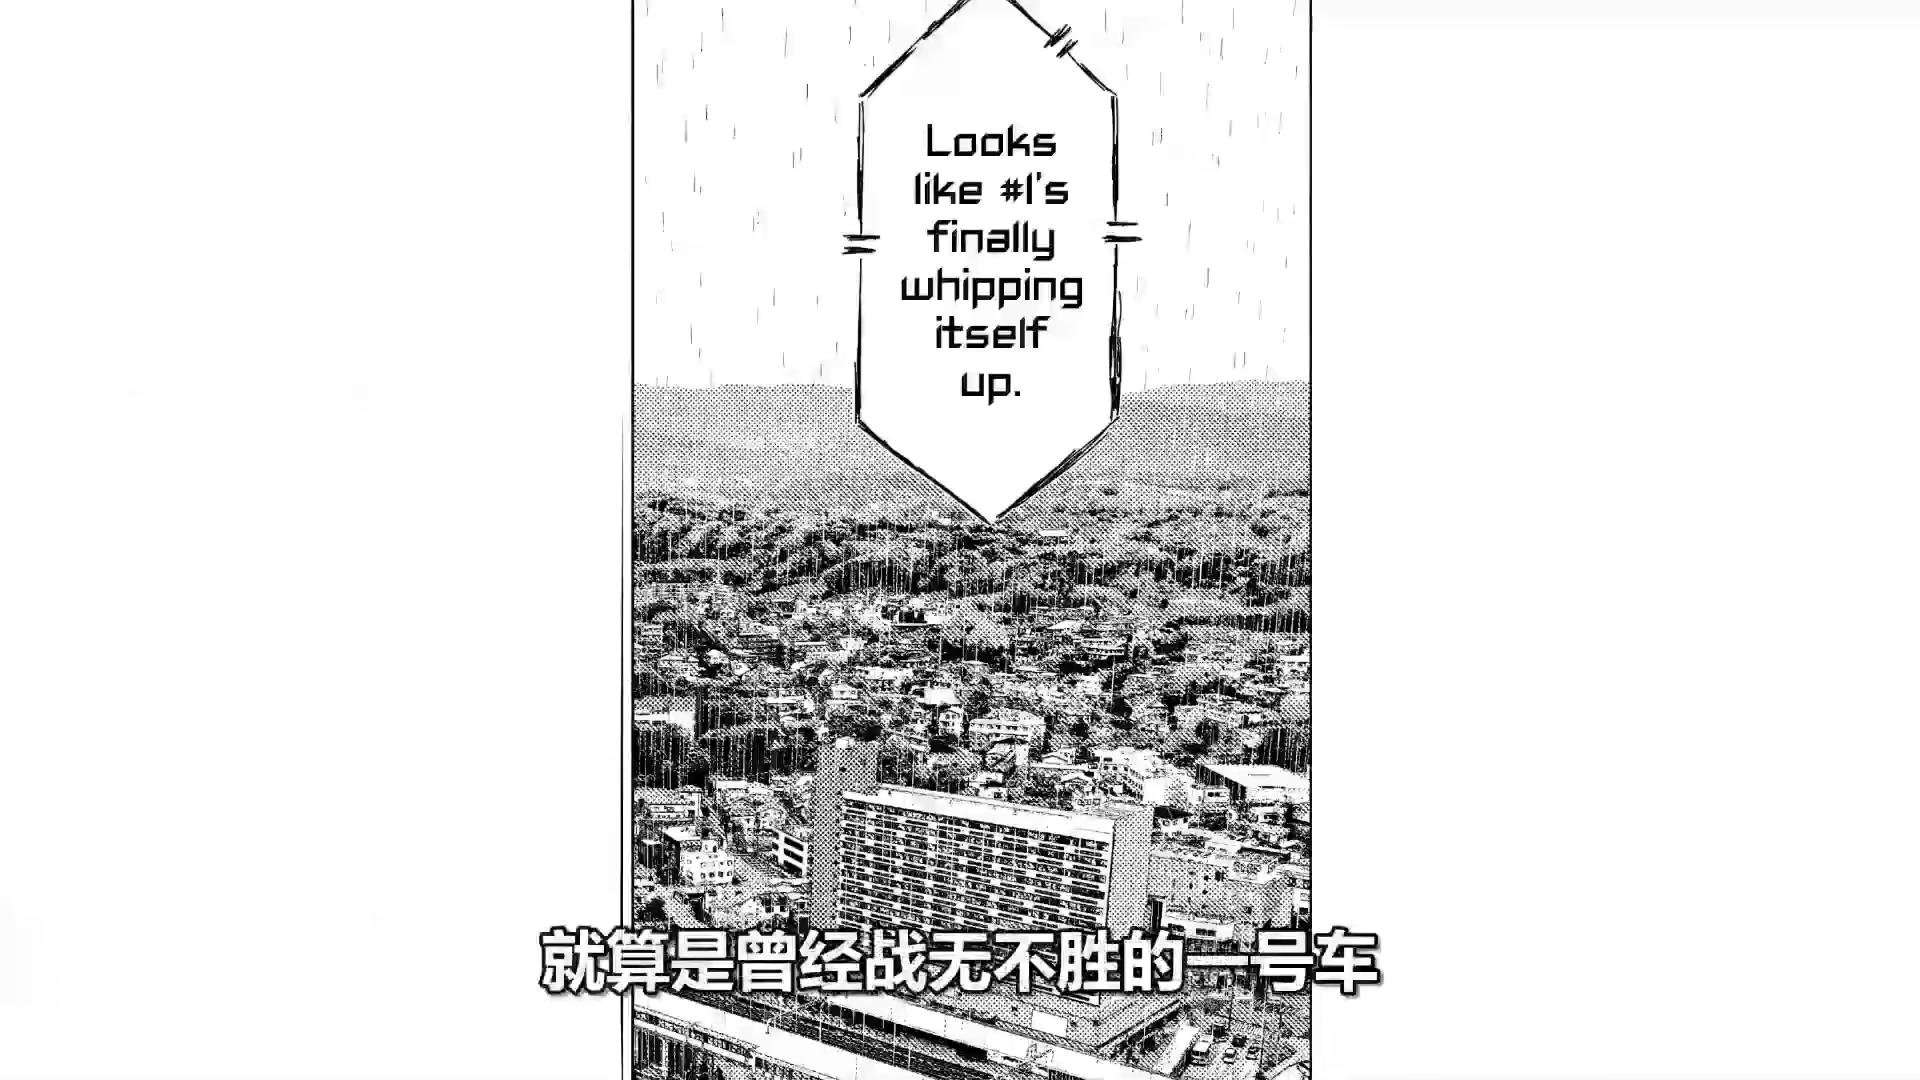 Looks
like #1's
finally
whipping
itself
up.
就算是曾经战无不胜的一号车